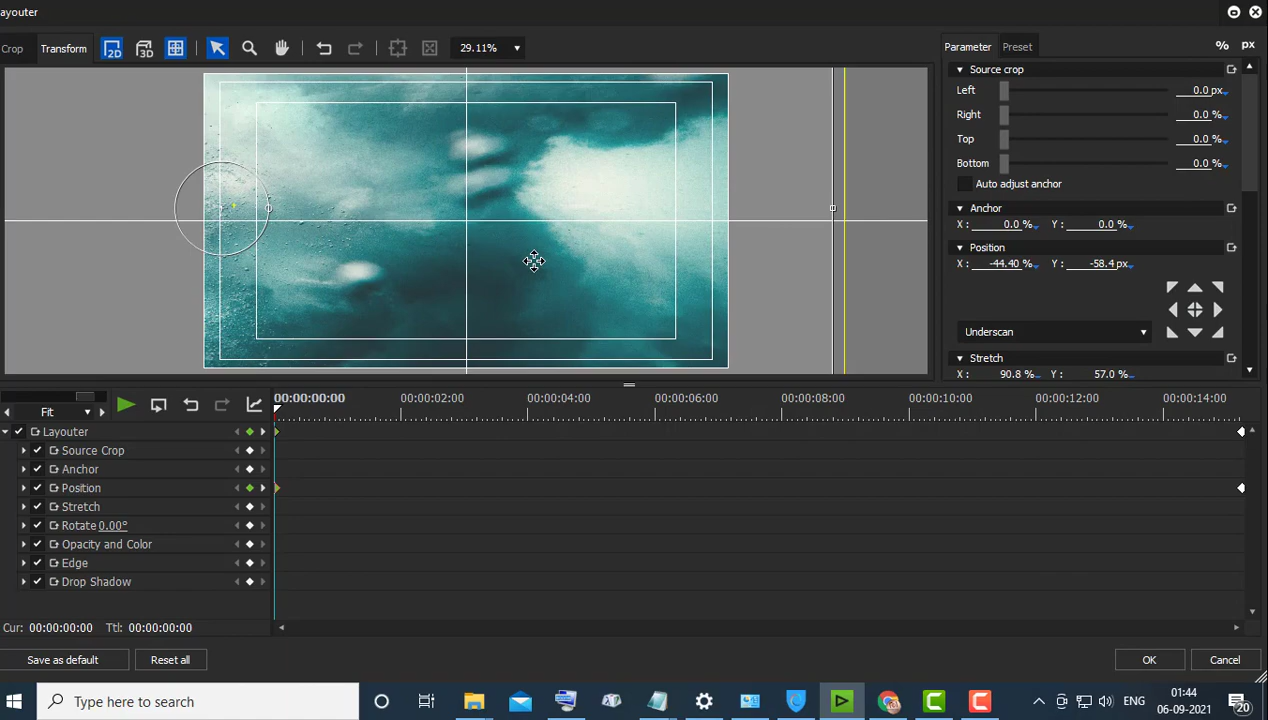 ayouter
Crop Transform 2D 3D 29.11% Parameter Preset % px
Source crop
Left 0.0 px
Right 0.0 %
Top 0.0 %
Bottom 0.0 %
Auto adjust anchor
Anchor
X : 0.0 % Y : 0.0 %
Position
X : -44.40 % Y : -58.4 px
Underscan
Stretch
X : 90.8 % Y : 57.0 %
Fit 00:00:00:00 00:00:02:00 00:00:04:00 00:00:06:00 00:00:08:00 00:00:10:00 00:00:12:00 00:00:14:00
Layouter
Source Crop
Anchor
Position
Stretch
Rotate 0.00°
Opacity and Color
Edge
Drop Shadow
Cur: 00:00:00:00 Ttl: 00:00:00:00
Save as default Reset all OK Cancel
Type here to search ENG 01:44
06-09-2021 20